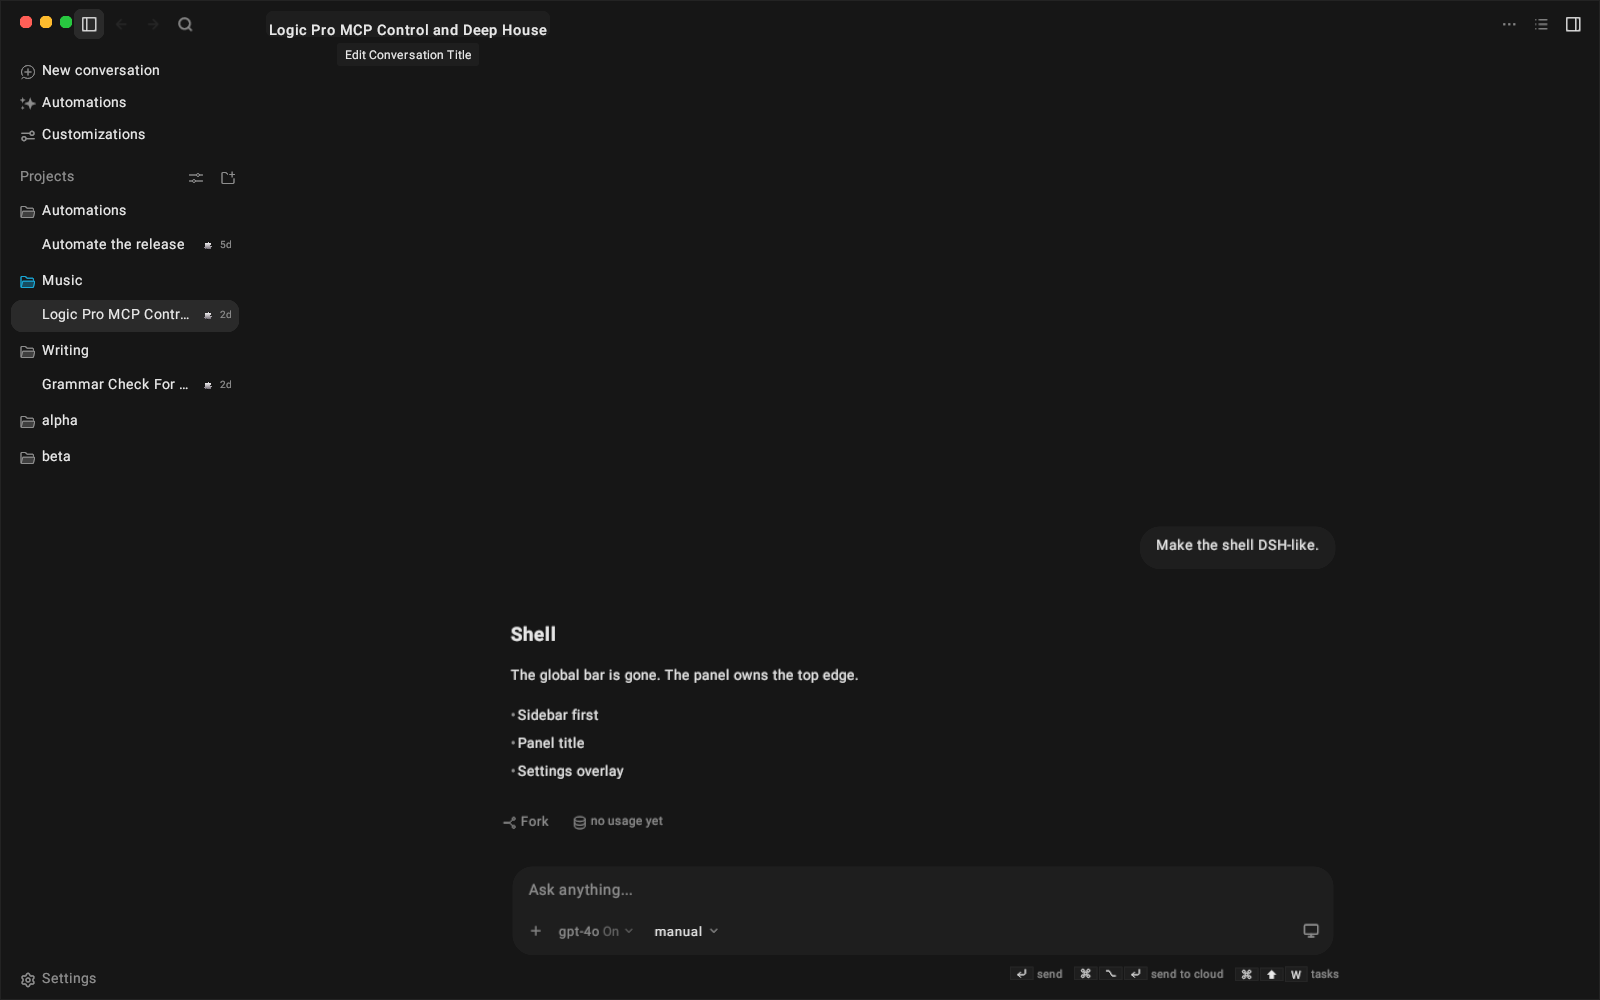 Logic Pro MCP Control and Deep House
Edit Conversation Title
New conversation
Automations
Customizations
Projects
Automations
Automate the release 5d
Music
Logic Pro MCP Contr... 2d
Writing
Grammar Check For ... 2d
alpha
beta
Settings
Make the shell DSH-like.
Shell
The global bar is gone. The panel owns the top edge.
• Sidebar first
• Panel title
• Settings overlay
Fork no usage yet
Ask anything...
+ gpt-4o On manual
⏎ send ⌘ ⌥ ⏎ send to cloud ⌘ ⬆ W tasks